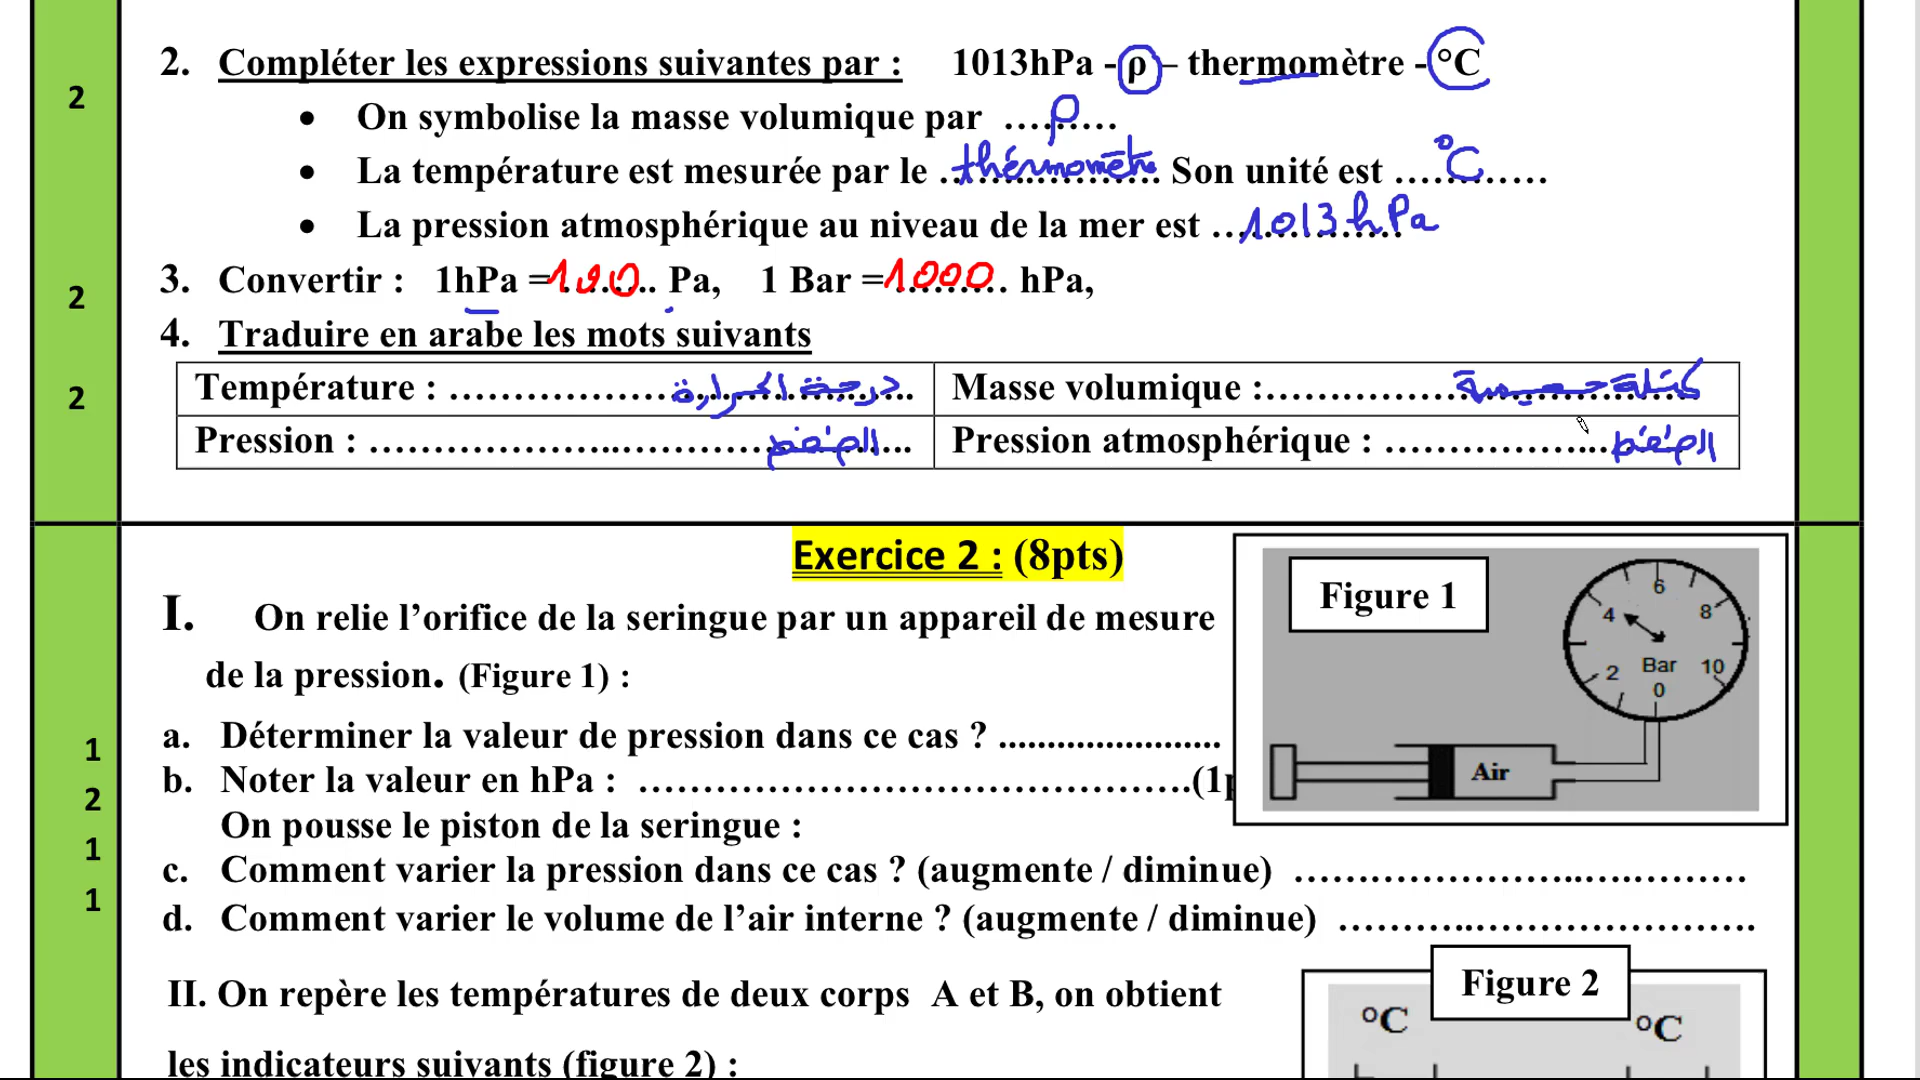 2. Compléter les expressions suivantes par : 1013hPa - ρ – thermomètre - °C
2
• On symbolise la masse volumique par ...ρ......
• La température est mesurée par le ..thérmomètre. Son unité est ....°C.....
• La pression atmosphérique au niveau de la mer est ..1013 hPa
2
3. Convertir : 1hPa =100.. Pa, 1 Bar =1000. hPa,
4. Traduire en arabe les mots suivants
2
Température : .................. درجة الحرارة ..
Masse volumique :............... كتلة حجمية
Pression : .............................
Pression atmosphérique : ...................
Exercice 2 : (8pts)
I. On relie l’orifice de la seringue par un appareil de mesure
de la pression. (Figure 1) :
1
a. Déterminer la valeur de pression dans ce cas ? .......................
2
b. Noter la valeur en hPa : ……………………………………….(1
On pousse le piston de la seringue :
1
c. Comment varier la pression dans ce cas ? (augmente / diminue) …………………..….………
1
d. Comment varier le volume de l’air interne ? (augmente / diminue) ………..………………….
Figure 1
6
4
8
2
Bar
10
0
Air
II. On repère les températures de deux corps A et B, on obtient
les indicateurs suivants (figure 2) :
Figure 2
°C
°C